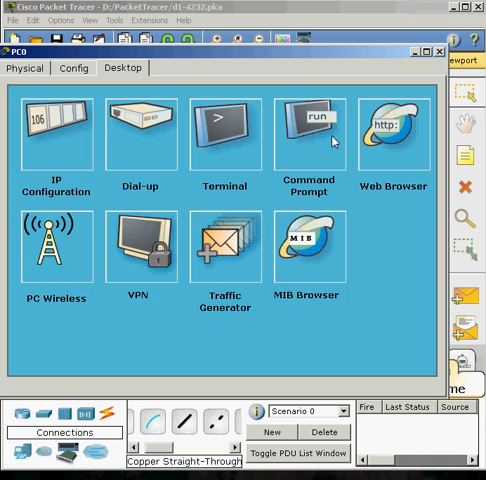 Cisco Packet Tracer - D:/PacketTracer/d1-4232.pka
File Edit Options View Tools Extensions Help
PC0
Physical Config Desktop
ewport
106
>
run
http:
IP Configuration
Dial-up
Terminal
Command Prompt
Web Browser
MIB
PC Wireless
VPN
Traffic Generator
MIB Browser
me
Connections
Copper Straight-Through
i Scenario 0
New Delete
Toggle PDU List Window
Fire Last Status Source